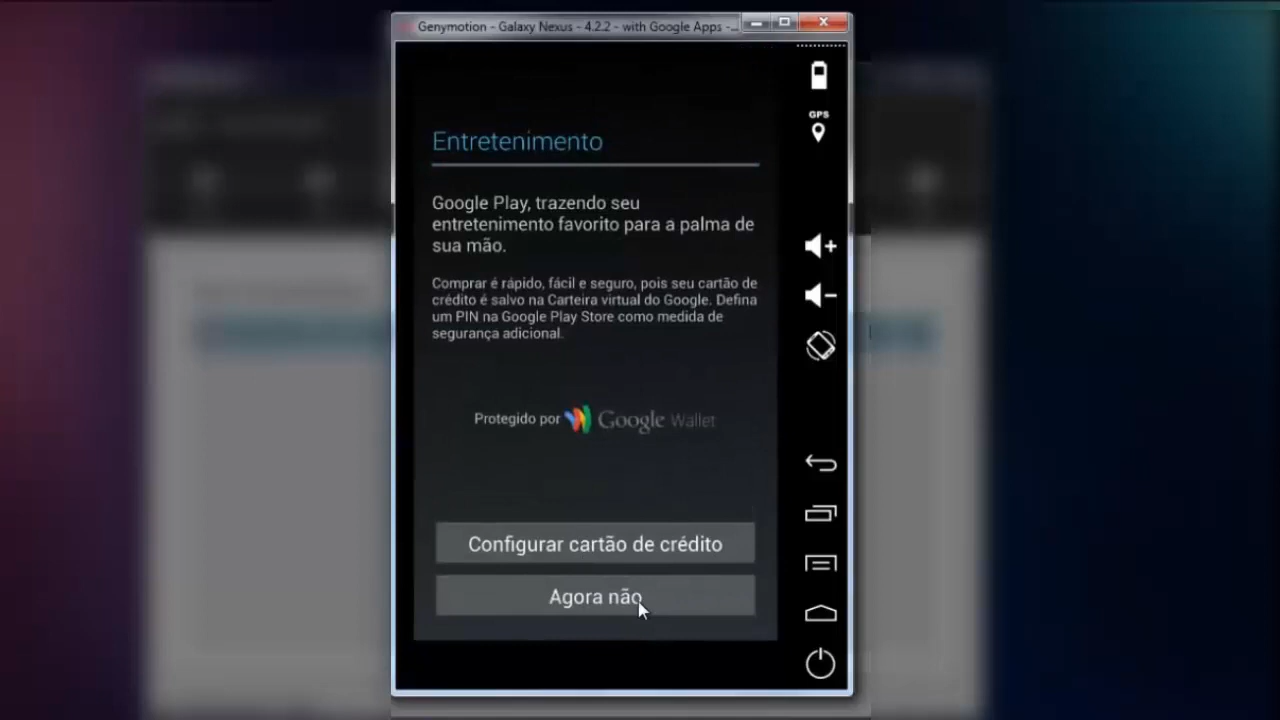 Genymotion - Galaxy Nexus - 4.2.2 - with Google Apps -...
GPS
Entretenimento
Google Play, trazendo seu
entretenimento favorito para a palma de
sua mão.
Comprar é rápido, fácil e seguro, pois seu cartão de
crédito é salvo na Carteira virtual do Google. Defina
um PIN na Google Play Store como medida de
segurança adicional.
Protegido por Google Wallet
Configurar cartão de crédito
Agora não